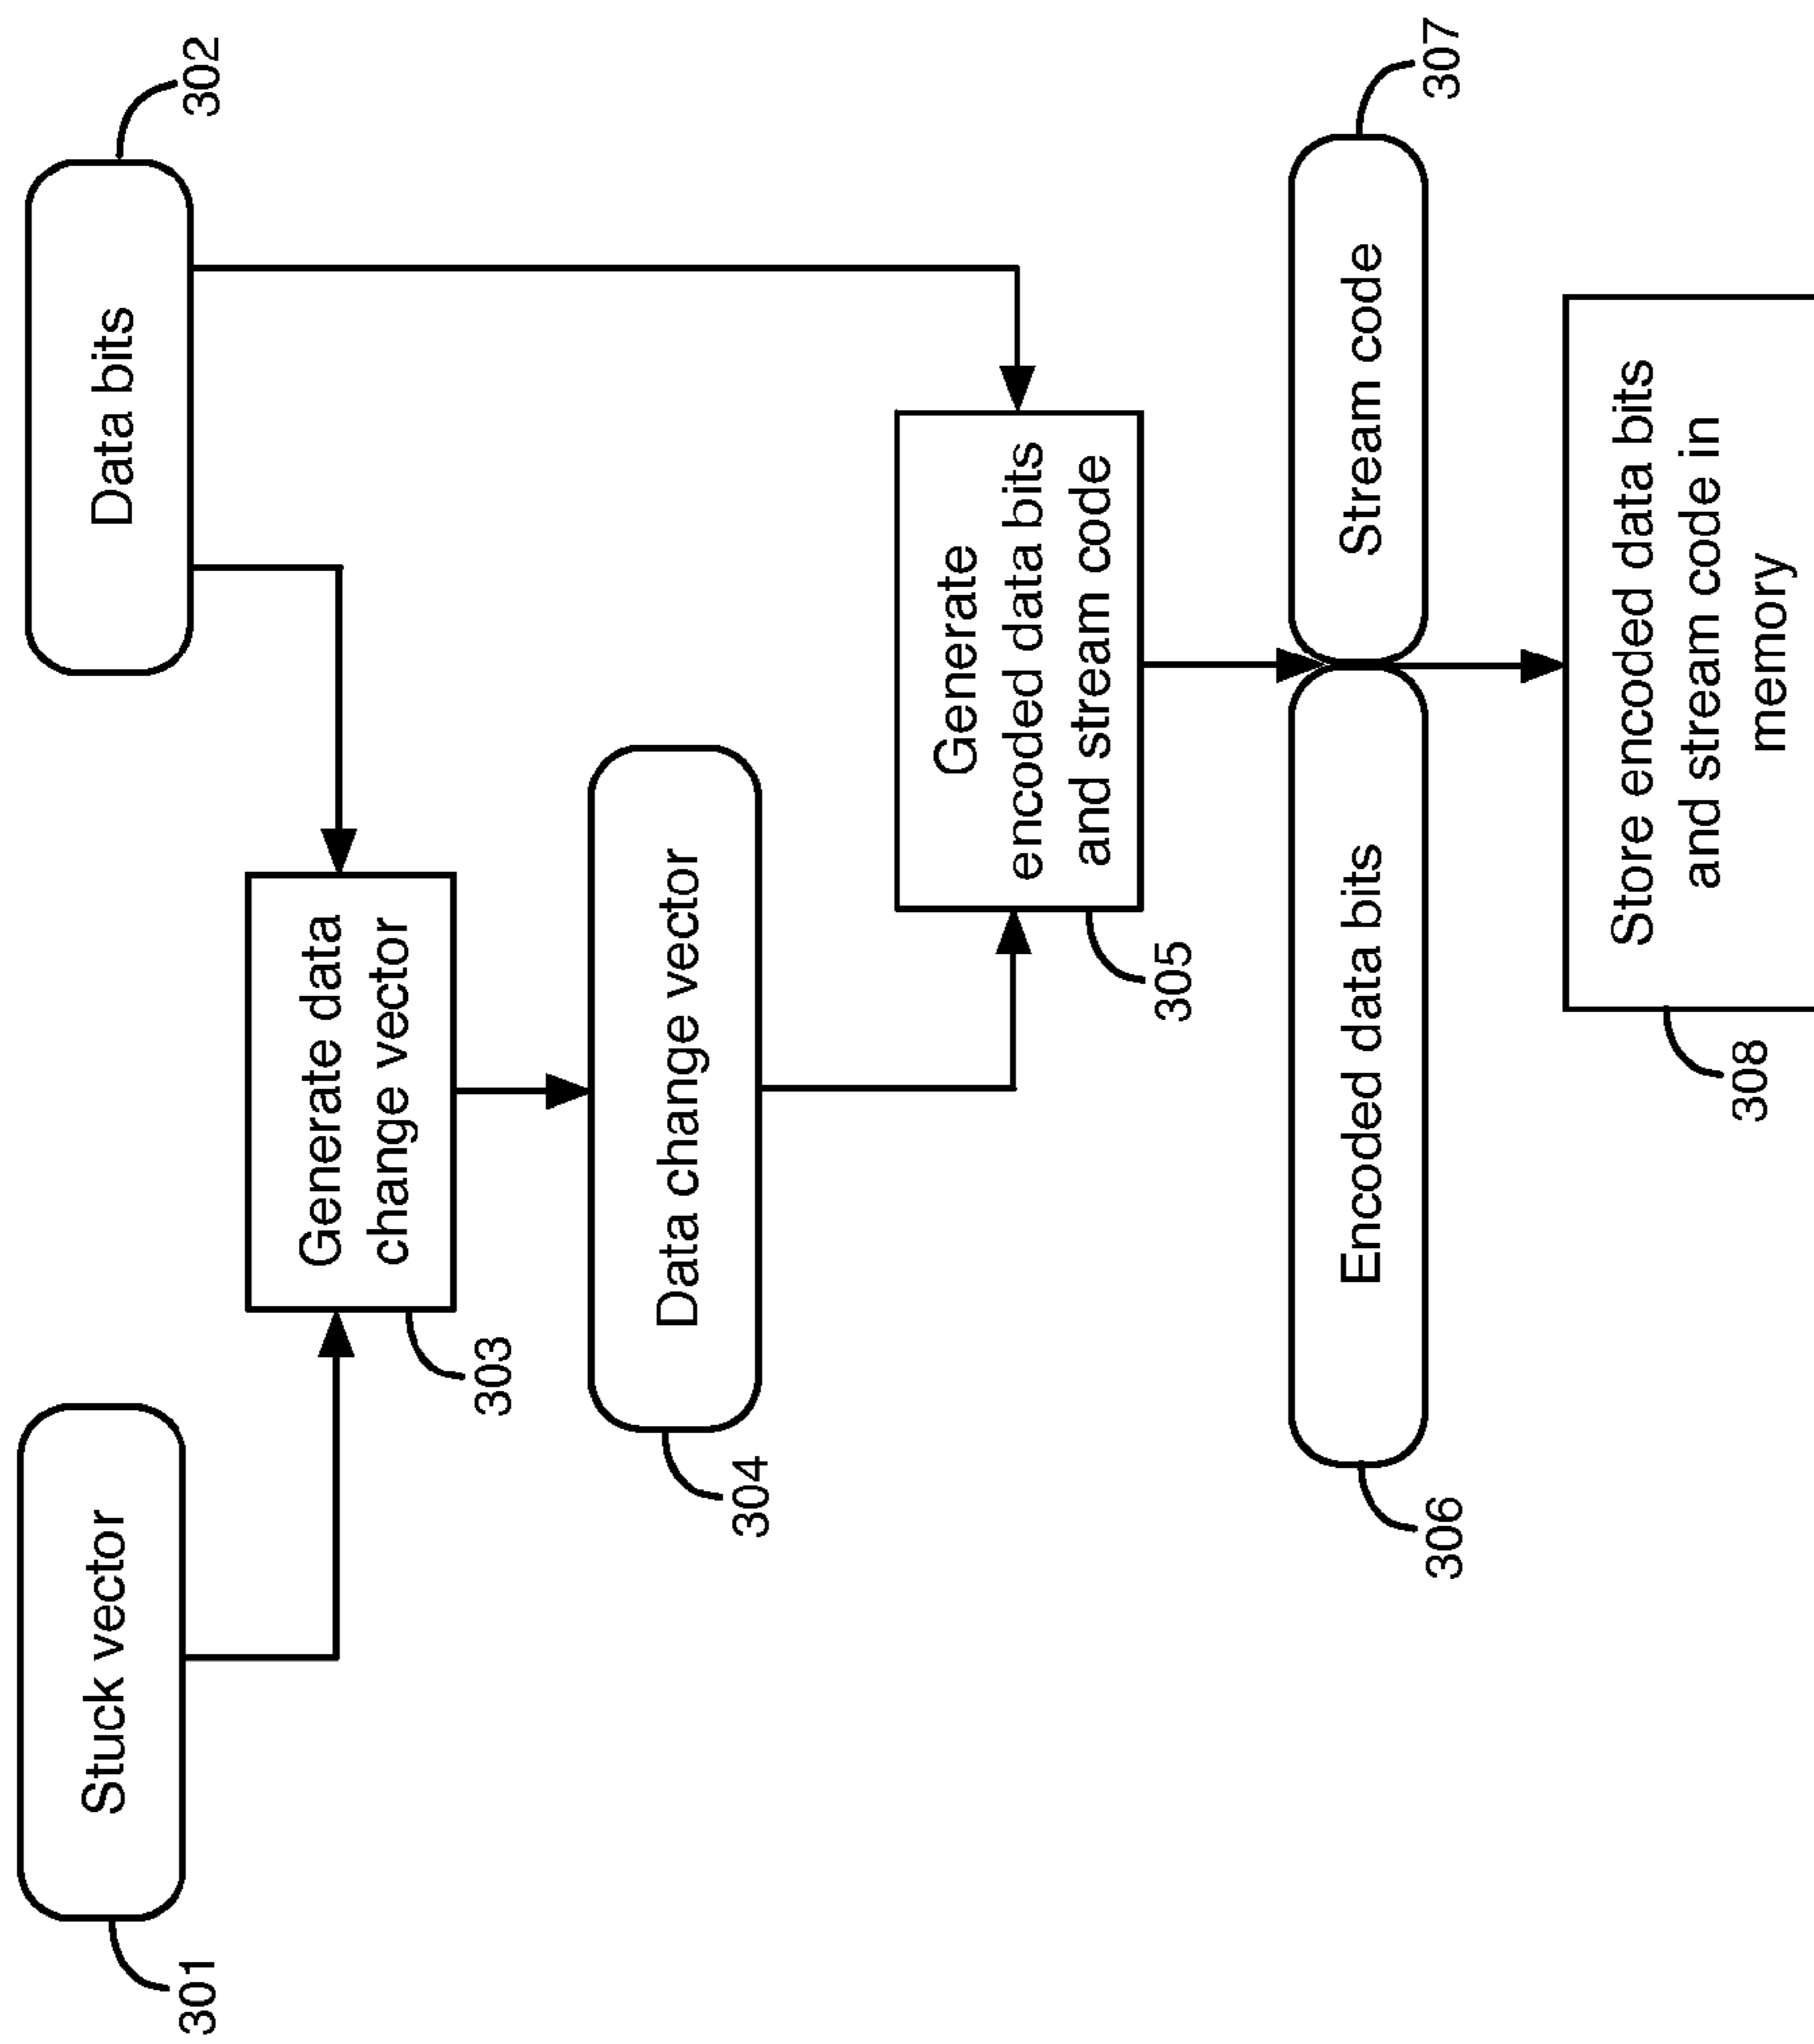 301
Stuck vector
Data bits
302
Generate data
change vector
303
Data change vector
304
Generate
encoded data bits
and stream code
305
Encoded data bits
Stream code
306
307
Store encoded data bits
and stream code in
memory
308